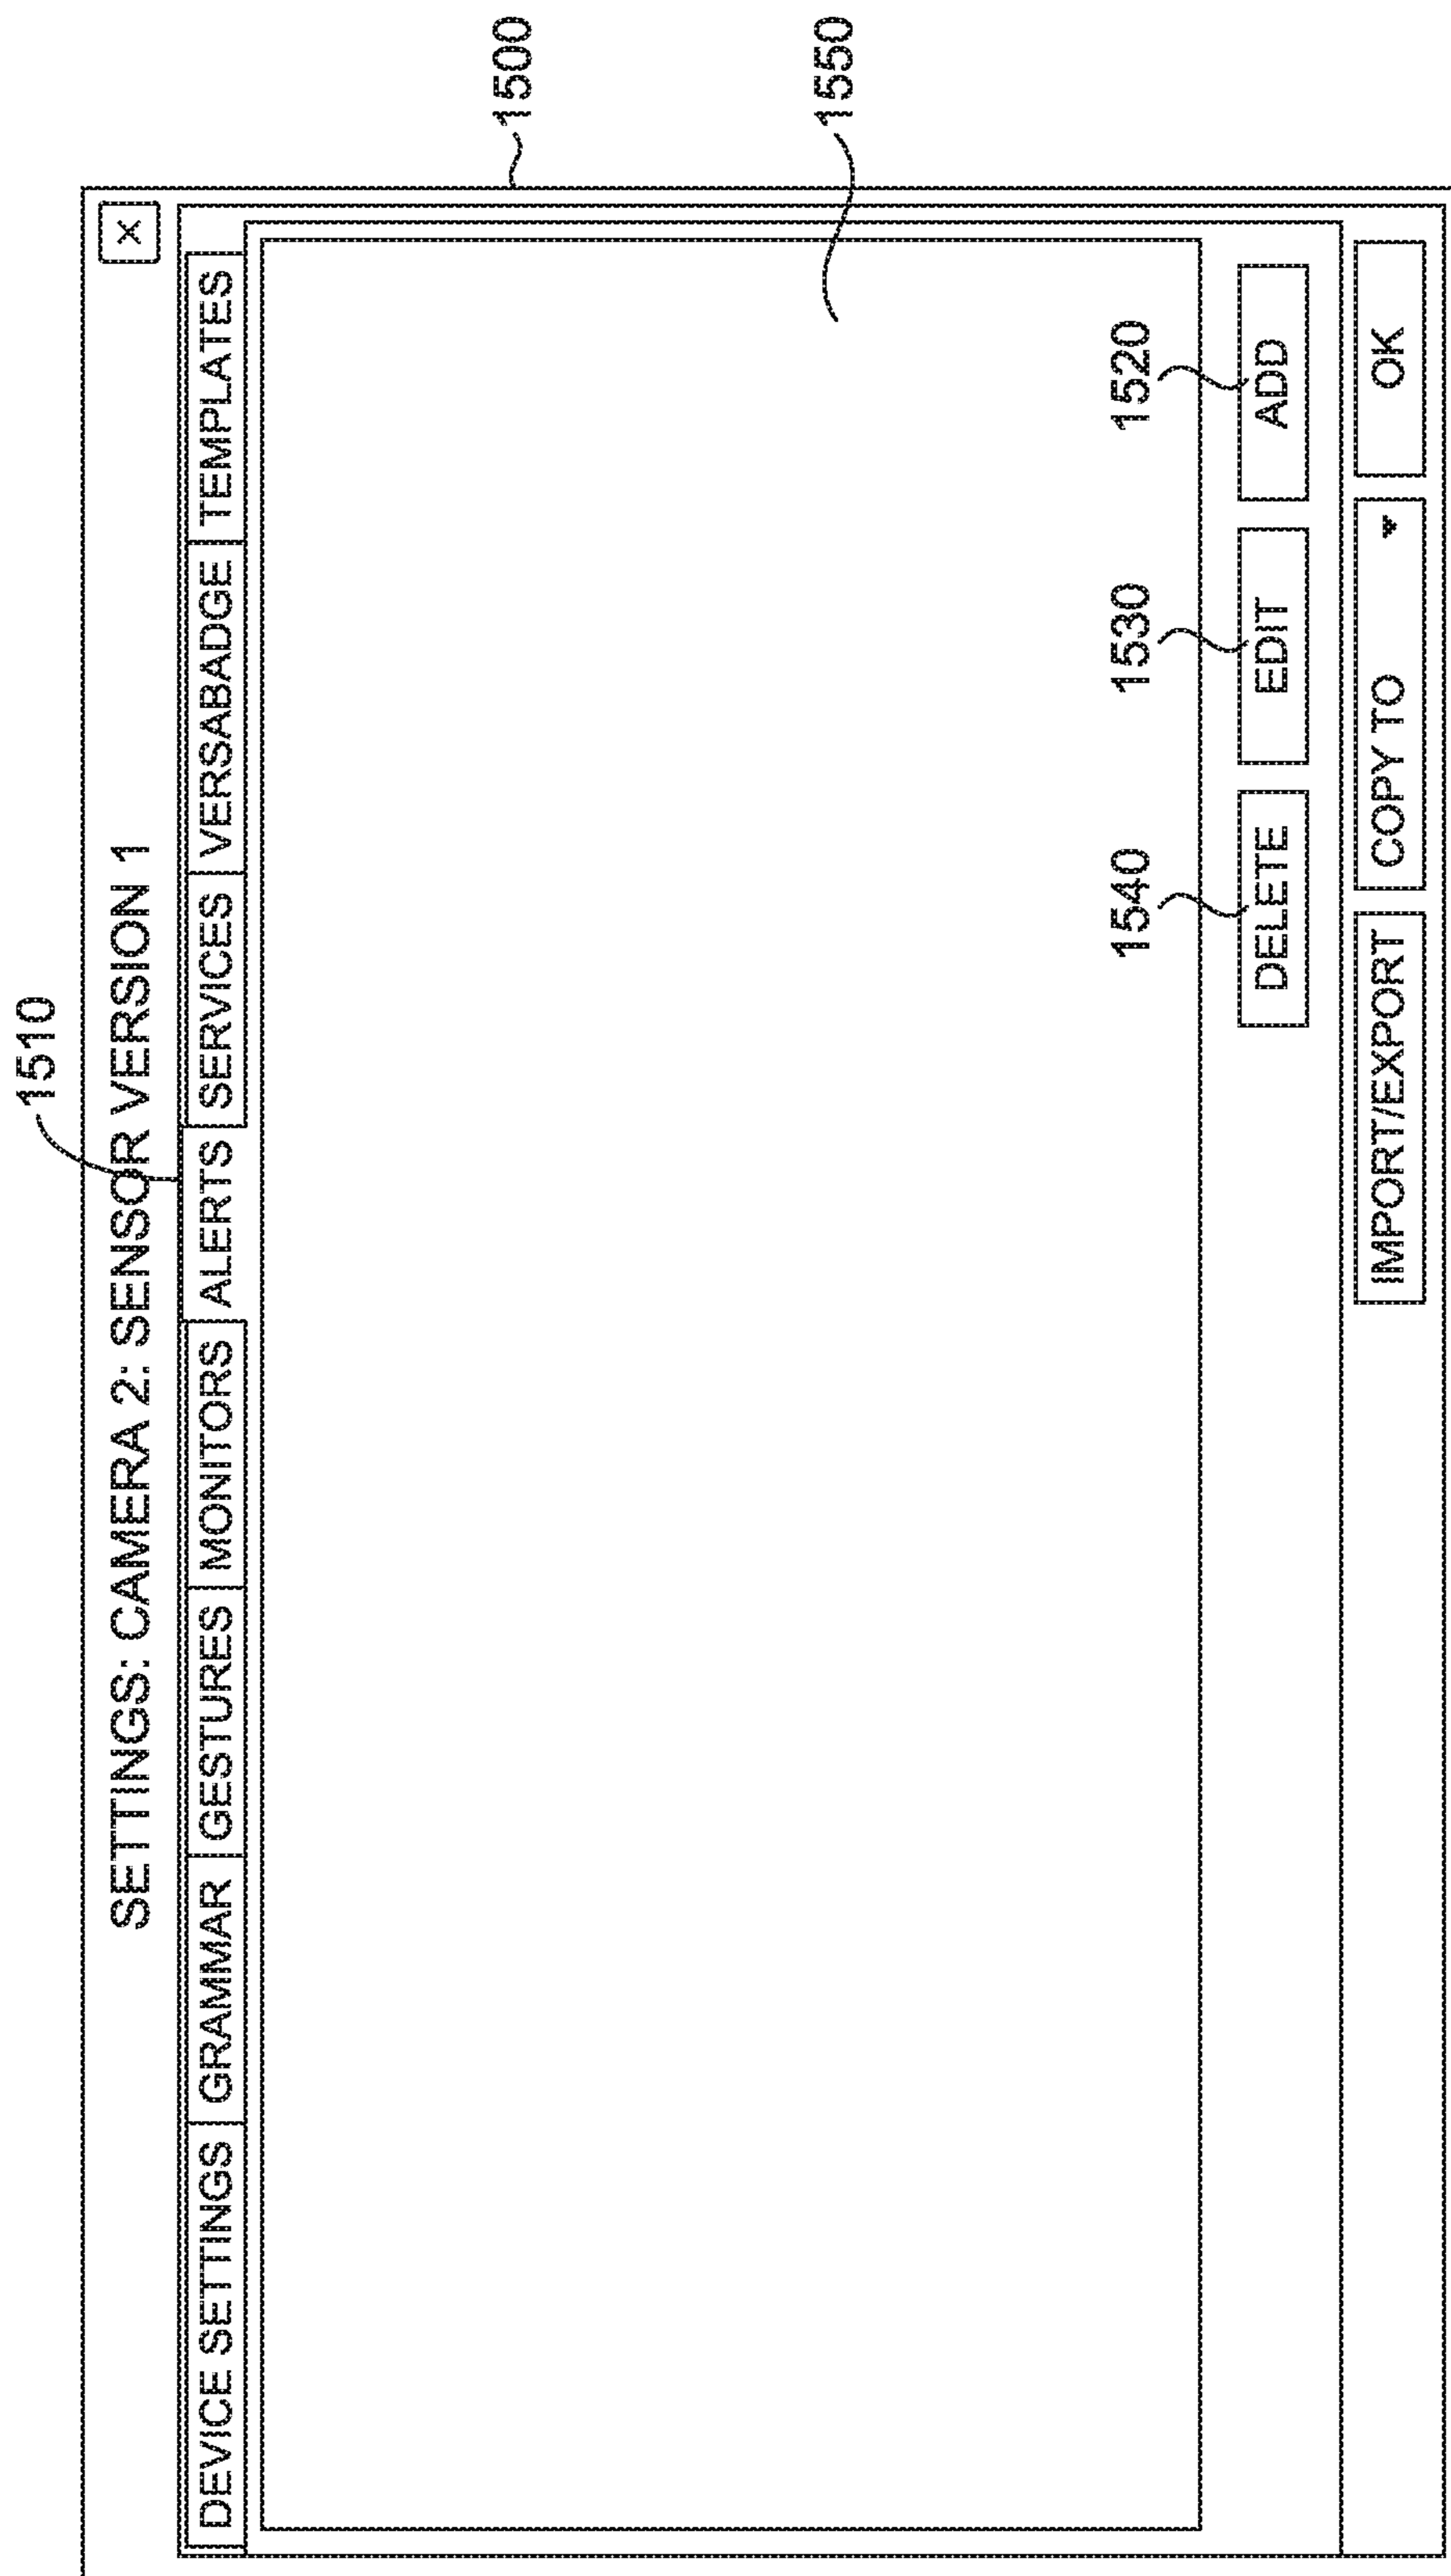 1510
SETTINGS: CAMERA 2: SENSOR VERSION 1
X
DEVICE SETTINGS GRAMMAR GESTURES MONITORS ALERTS SERVICES VERSABADGE TEMPLATES
1500
1550
1540 1530 1520
DELETE EDIT ADD
IMPORT/EXPORT COPY TO OK